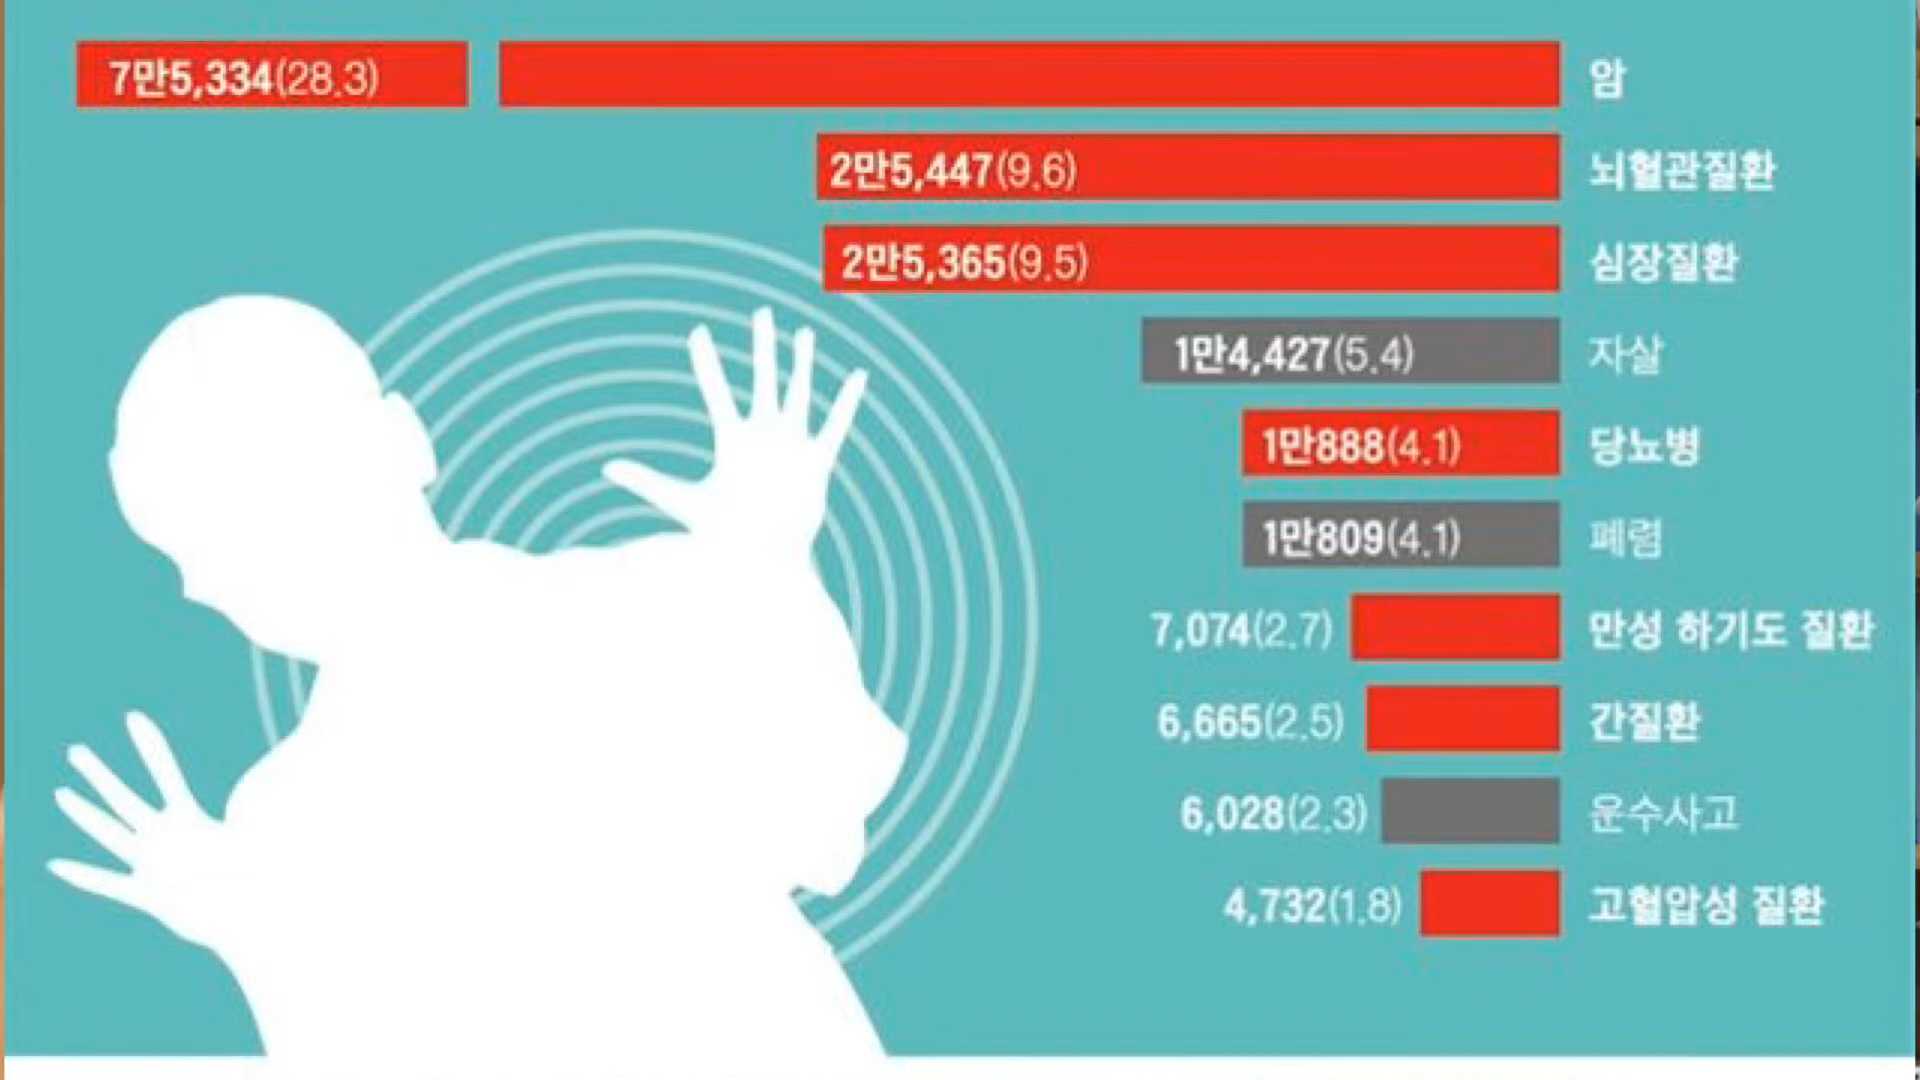 7만5,334(28.3) 암
2만5,447(9.6) 뇌혈관질환
2만5,365(9.5) 심장질환
1만4,427(5.4) 자살
1만888(4.1) 당뇨병
1만809(4.1) 폐렴
7,074(2.7) 만성 하기도 질환
6,665(2.5) 간질환
6,028(2.3) 운수사고
4,732(1.8) 고혈압성 질환